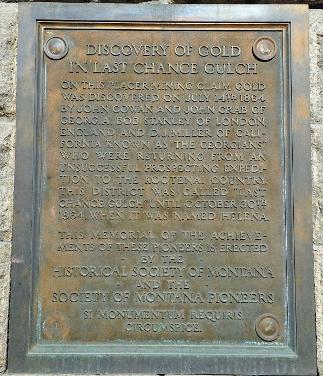 DISCOVERY OF GOLD
IN LAST CHANCE GULCH
ON THIS PLACER MINING CLAIM GOLD
WAS DISCOVERED ON JULY 14TH 1864
BY JOHN COWAN AND JOHN CRAB OF
GEORGIA, BOB STANLEY OF LONDON,
ENGLAND AND D.J. MILLER OF CALI-
FORNIA KNOWN AS "THE GEORGIANS"
WHO WERE RETURNING FROM AN
UNSUCCESSFUL PROSPECTING EXPEDI-
TION TO THE KOOTENAY COUNTRY.
THIS DISTRICT WAS CALLED "LAST
CHANCE GULCH" UNTIL OCTOBER 30TH
1864, WHEN IT WAS NAMED HELENA.
THIS MEMORIAL OF THE ACHIEVE-
MENTS OF THESE PIONEERS IS ERECTED
- BY THE -
HISTORICAL SOCIETY OF MONTANA
- AND THE -
SOCIETY OF MONTANA PIONEERS
SI MONUMENTUM REQUIRIS,
CIRCUMSPICE.